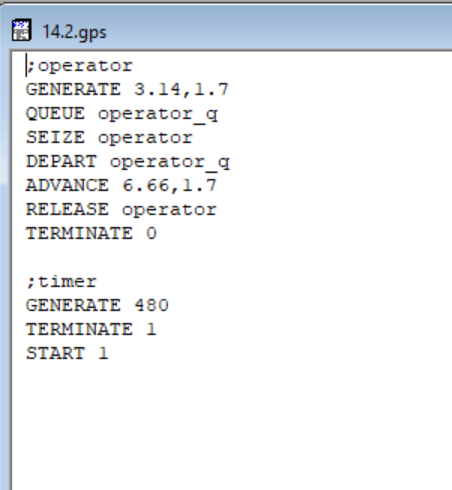 14.2.gps
;operator
GENERATE 3.14,1.7
QUEUE operator_q
SEIZE operator
DEPART operator_q
ADVANCE 6.66,1.7
RELEASE operator
TERMINATE 0
;timer
GENERATE 480
TERMINATE 1
START 1